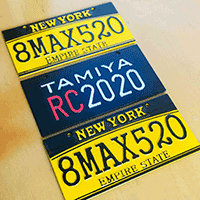 NEW YORK
8MAX520
EMPIRE STATE
TAMIYA
RC2020
NEW YORK
8MAX520
EMPIRE STATE